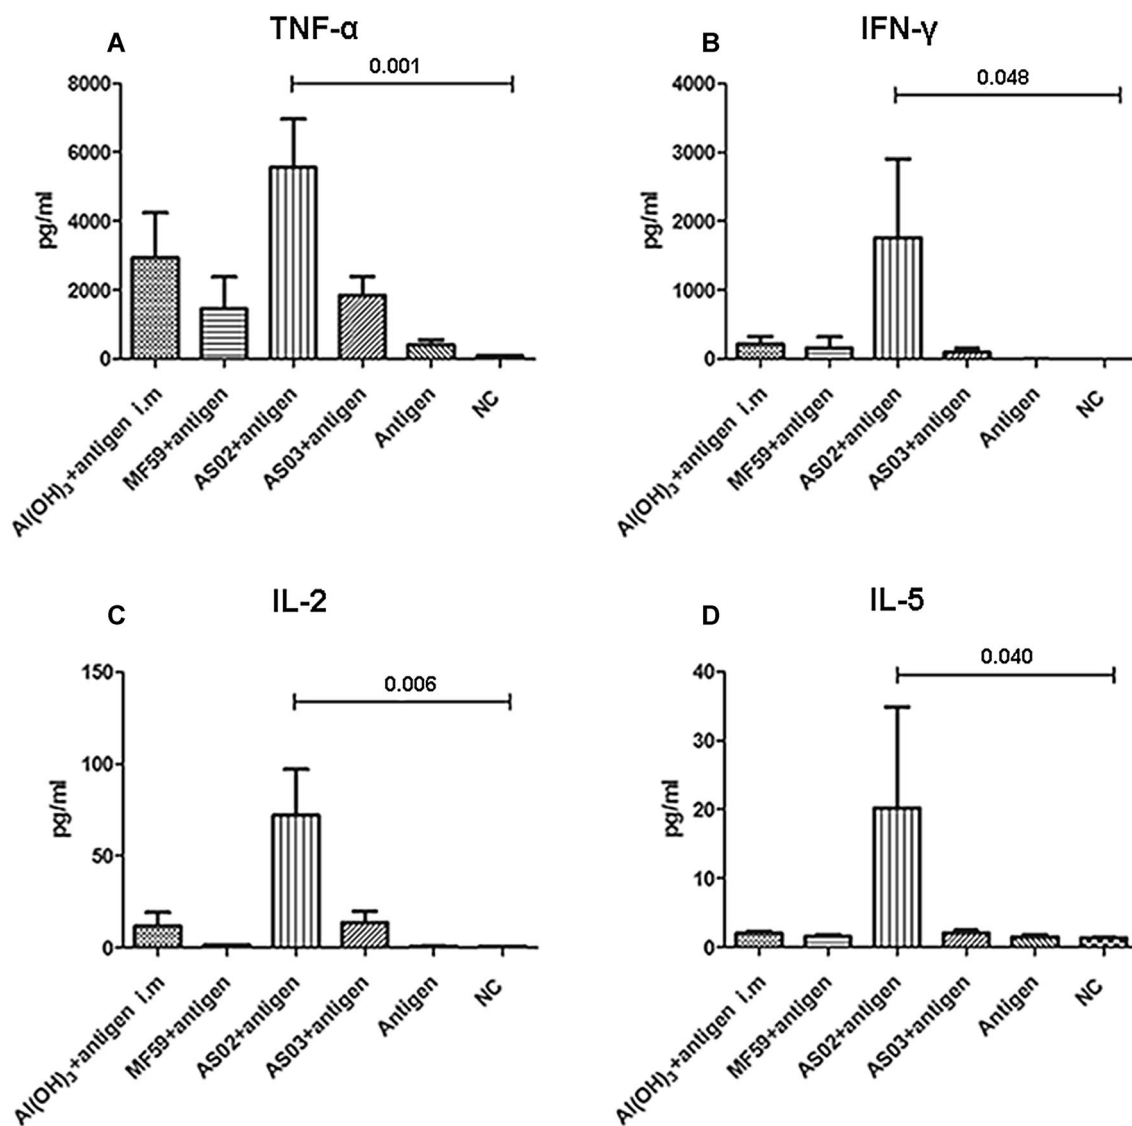 A
TNF-α
0.001
8000
6000
4000
2000
0
pg/ml
Al(OH)₃+antigen i.m
MF59+antigen
AS02+antigen
AS03+antigen
Antigen
NC
B
IFN-γ
0.048
4000
3000
2000
1000
0
pg/ml
Al(OH)₃+antigen i.m
MF59+antigen
AS02+antigen
AS03+antigen
Antigen
NC
C
IL-2
0.006
150
100
50
0
pg/ml
Al(OH)₃+antigen i.m
MF59+antigen
AS02+antigen
AS03+antigen
Antigen
NC
D
IL-5
0.040
40
30
20
10
0
pg/ml
Al(OH)₃+antigen i.m
MF59+antigen
AS02+antigen
AS03+antigen
Antigen
NC